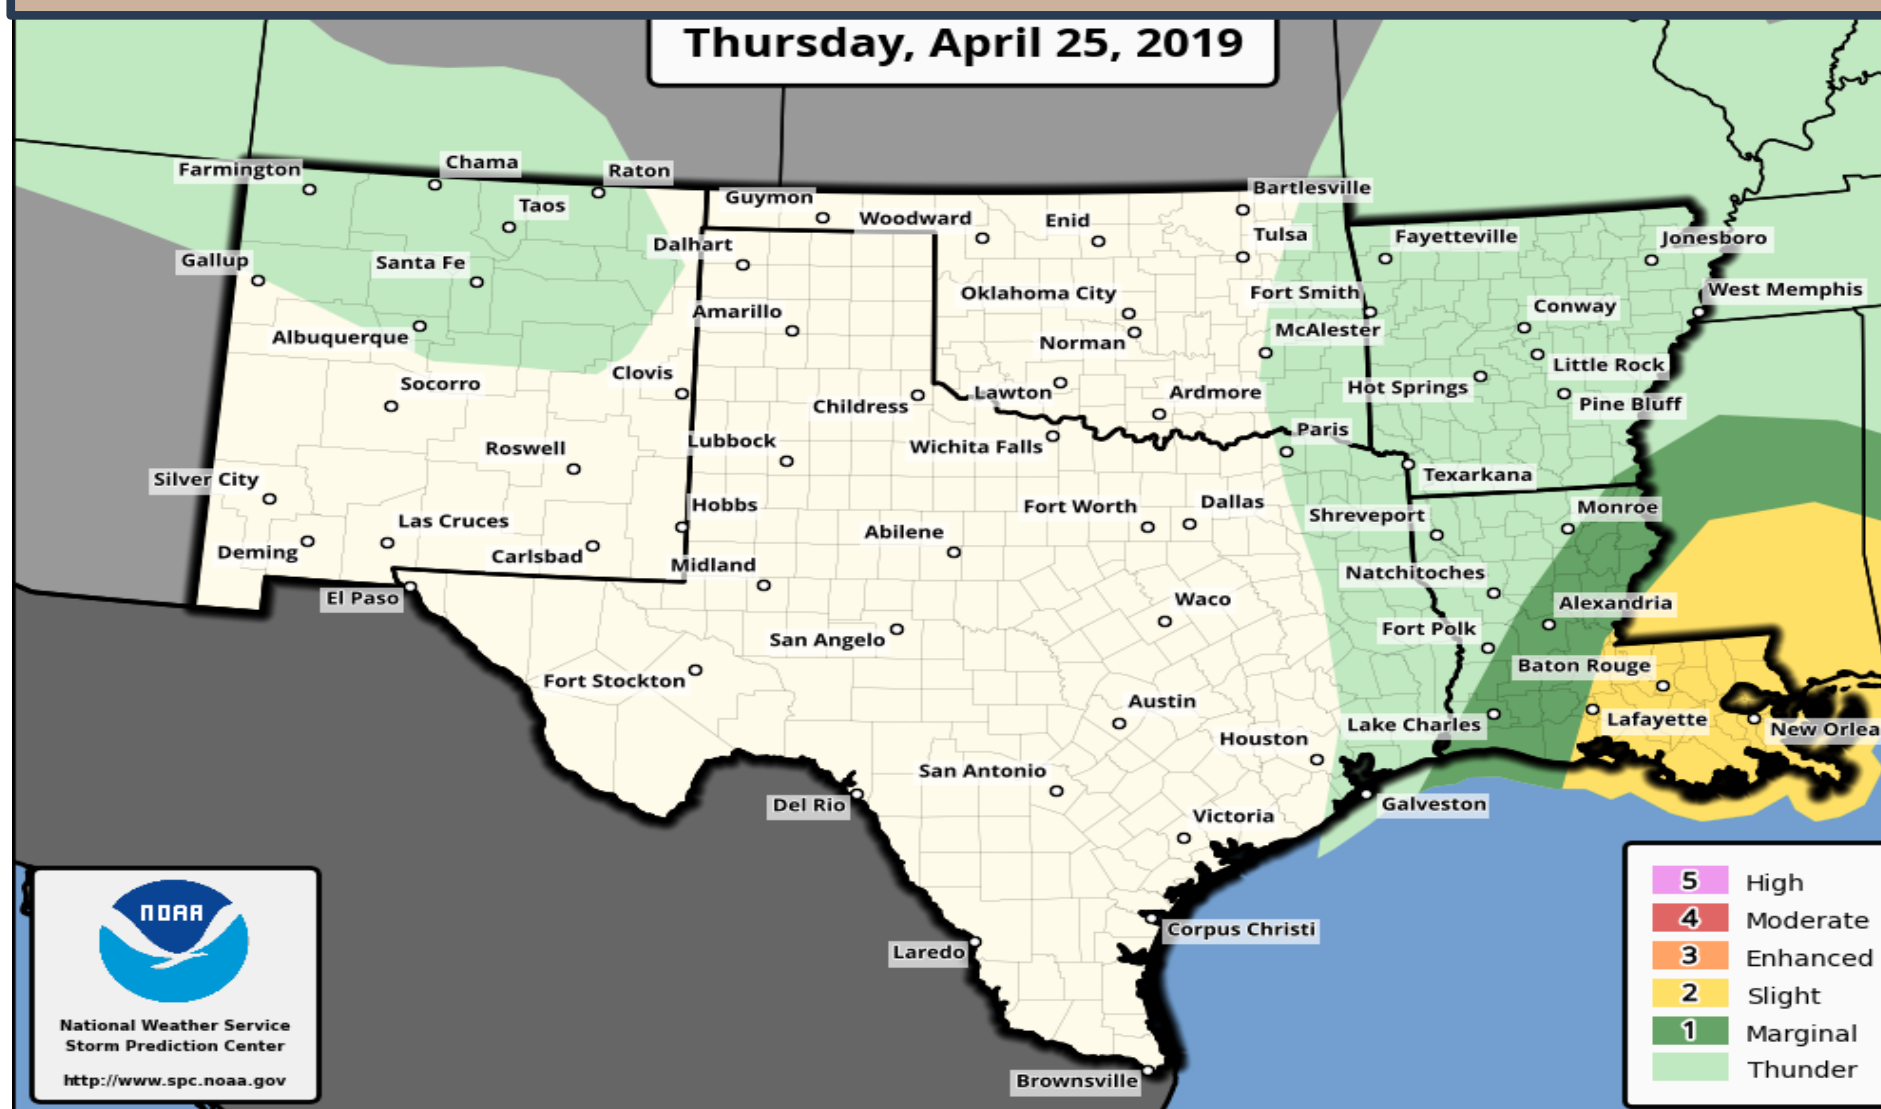 Thursday, April 25, 2019
Farmington
Chama
Raton
Taos
Guymon
Woodward
Enid
Bartlesville
Tulsa
Fayetteville
Jonesboro
Gallup
Santa Fe
Dalhart
Oklahoma City
Fort Smith
West Memphis
Conway
Albuquerque
Amarillo
Norman
McAlester
Little Rock
Socorro
Clovis
Childress
Lawton
Ardmore
Hot Springs
Pine Bluff
Roswell
Lubbock
Wichita Falls
Paris
Texarkana
Silver City
Hobbs
Fort Worth
Dallas
Shreveport
Monroe
Las Cruces
Deming
Carlsbad
Midland
Abilene
Natchitoches
El Paso
Waco
Alexandria
San Angelo
Fort Polk
Fort Stockton
Baton Rouge
Austin
Lake Charles
Lafayette
New Orlea
Houston
San Antonio
Del Rio
Galveston
Victoria
Corpus Christi
Laredo
Brownsville
NOAA
National Weather Service
Storm Prediction Center
http://www.spc.noaa.gov
5 High
4 Moderate
3 Enhanced
2 Slight
1 Marginal
Thunder